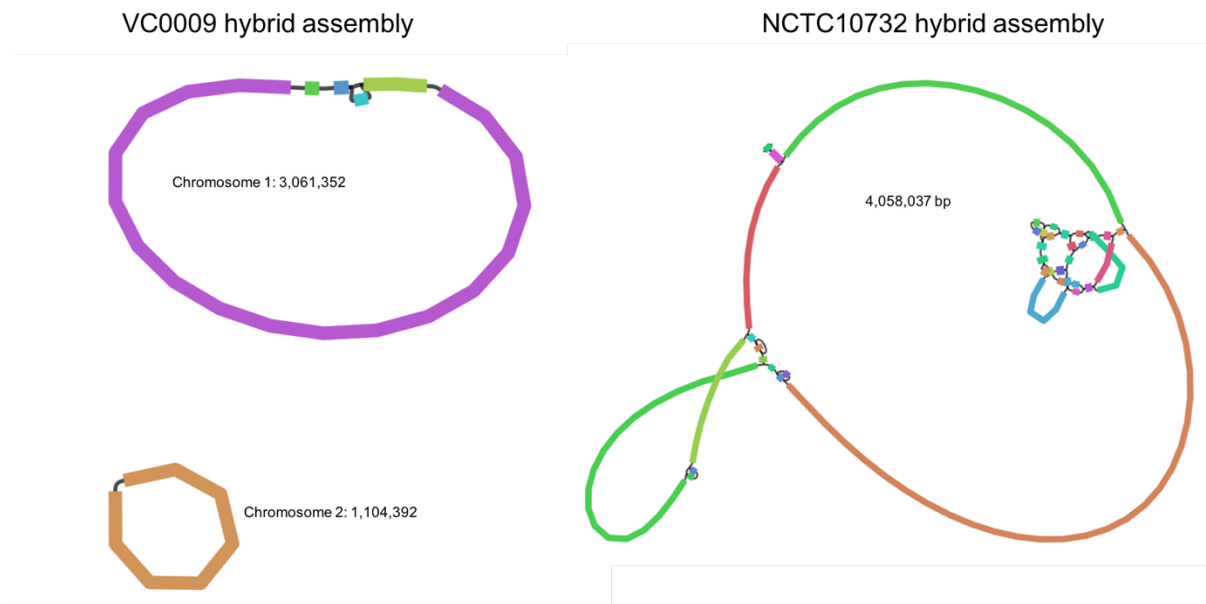 VC0009 hybrid assembly
NCTC10732 hybrid assembly
Chromosome 1: 3,061,352
4,058,037 bp
Chromosome 2: 1,104,392